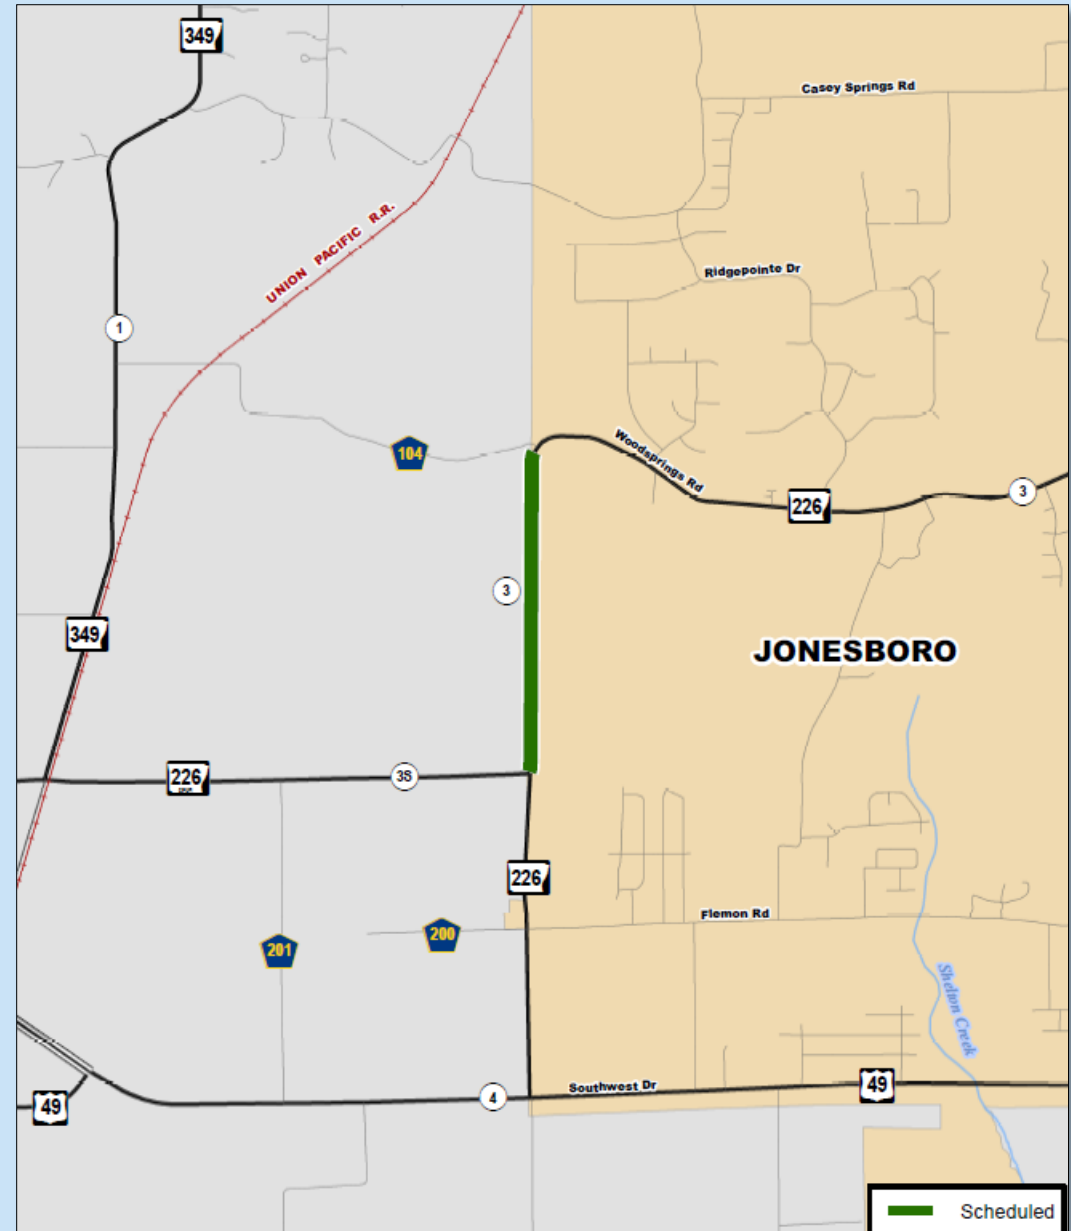 349
Casey Springs Rd
UNION PACIFIC R.R.
Ridgepointe Dr
1
104
Woodsprings Rd
226
3
3
349
JONESBORO
226
3S
226
Flemon Rd
201
200
Shelton Creek
Southwest Dr
4
49
49
Scheduled